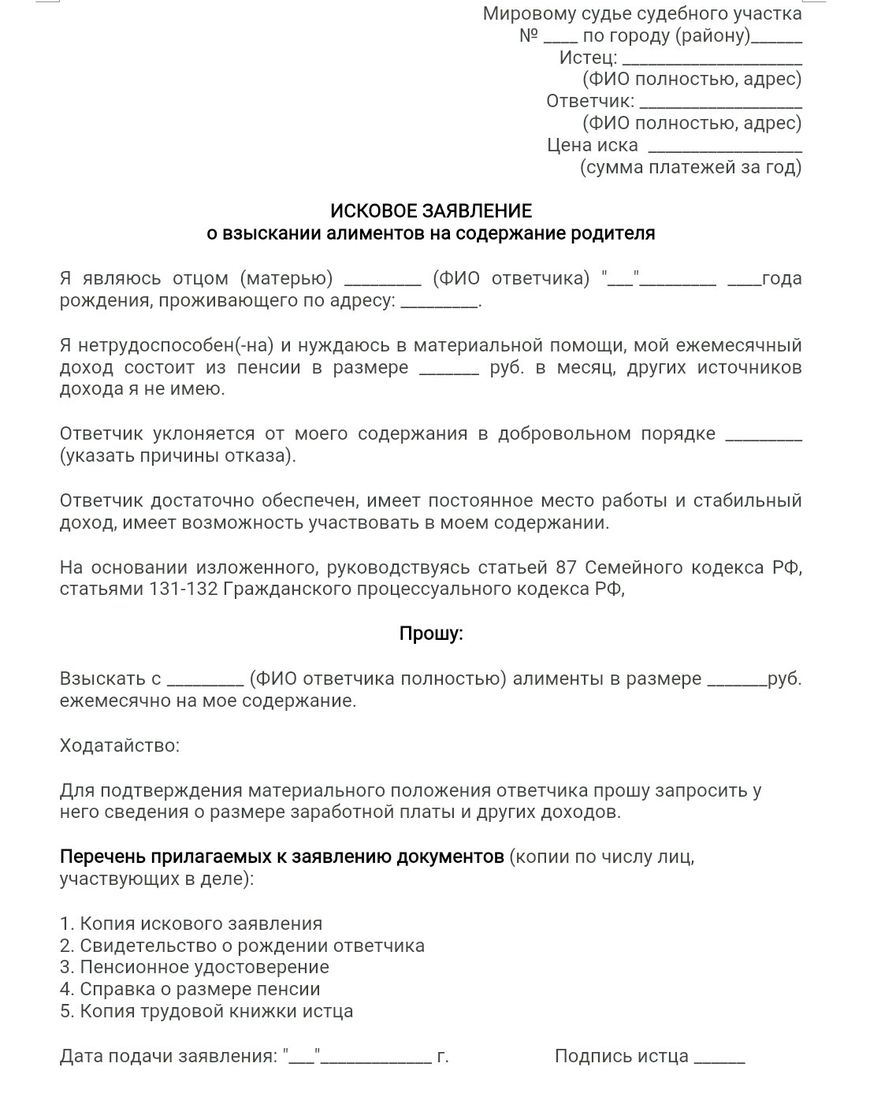 Мировому судье судебного участка
№ ____ по городу (району)______
Истец: _____________________
(ФИО полностью, адрес)
Ответчик: ___________________
(ФИО полностью, адрес)
Цена иска __________________
(сумма платежей за год)
ИСКОВОЕ ЗАЯВЛЕНИЕ
о взыскании алиментов на содержание родителя
Я являюсь отцом (матерью) _________ (ФИО ответчика) "___"_________ ____года
рождения, проживающего по адресу: _________.
Я нетрудоспособен(-на) и нуждаюсь в материальной помощи, мой ежемесячный
доход состоит из пенсии в размере _______ руб. в месяц, других источников
дохода я не имею.
Ответчик уклоняется от моего содержания в добровольном порядке _________
(указать причины отказа).
Ответчик достаточно обеспечен, имеет постоянное место работы и стабильный
доход, имеет возможность участвовать в моем содержании.
На основании изложенного, руководствуясь статьей 87 Семейного кодекса РФ,
статьями 131-132 Гражданского процессуального кодекса РФ,
Прошу:
Взыскать с _________ (ФИО ответчика полностью) алименты в размере _______руб.
ежемесячно на мое содержание.
Ходатайство:
Для подтверждения материального положения ответчика прошу запросить у
него сведения о размере заработной платы и других доходов.
Перечень прилагаемых к заявлению документов (копии по числу лиц,
участвующих в деле):
1. Копия искового заявления
2. Свидетельство о рождении ответчика
3. Пенсионное удостоверение
4. Справка о размере пенсии
5. Копия трудовой книжки истца
Дата подачи заявления: "___"_____________ г. Подпись истца ______